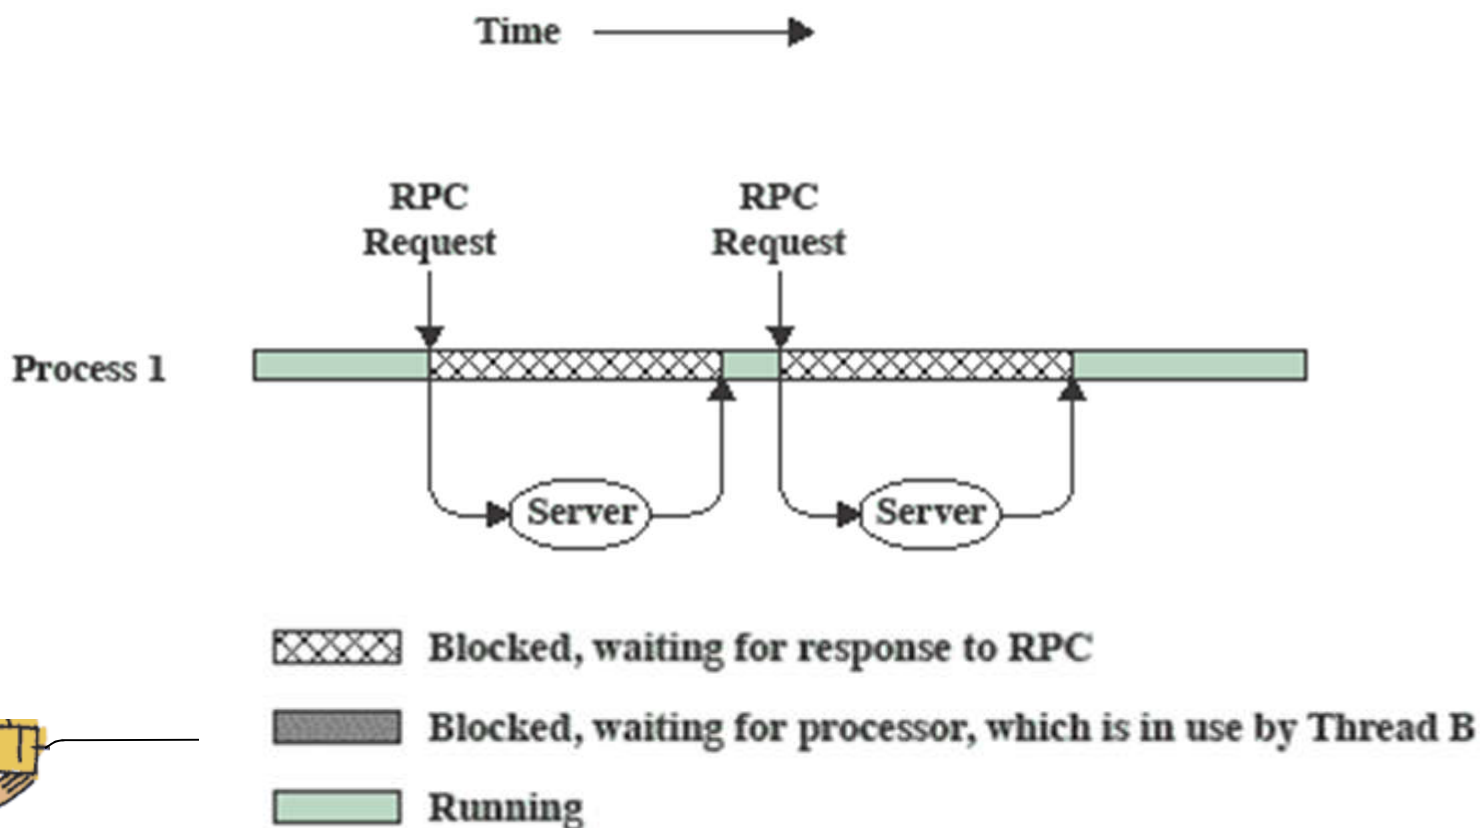 Time
RPC
Request
RPC
Request
Process 1
Server
Server
Blocked, waiting for response to RPC
Blocked, waiting for processor, which is in use by Thread B
Running